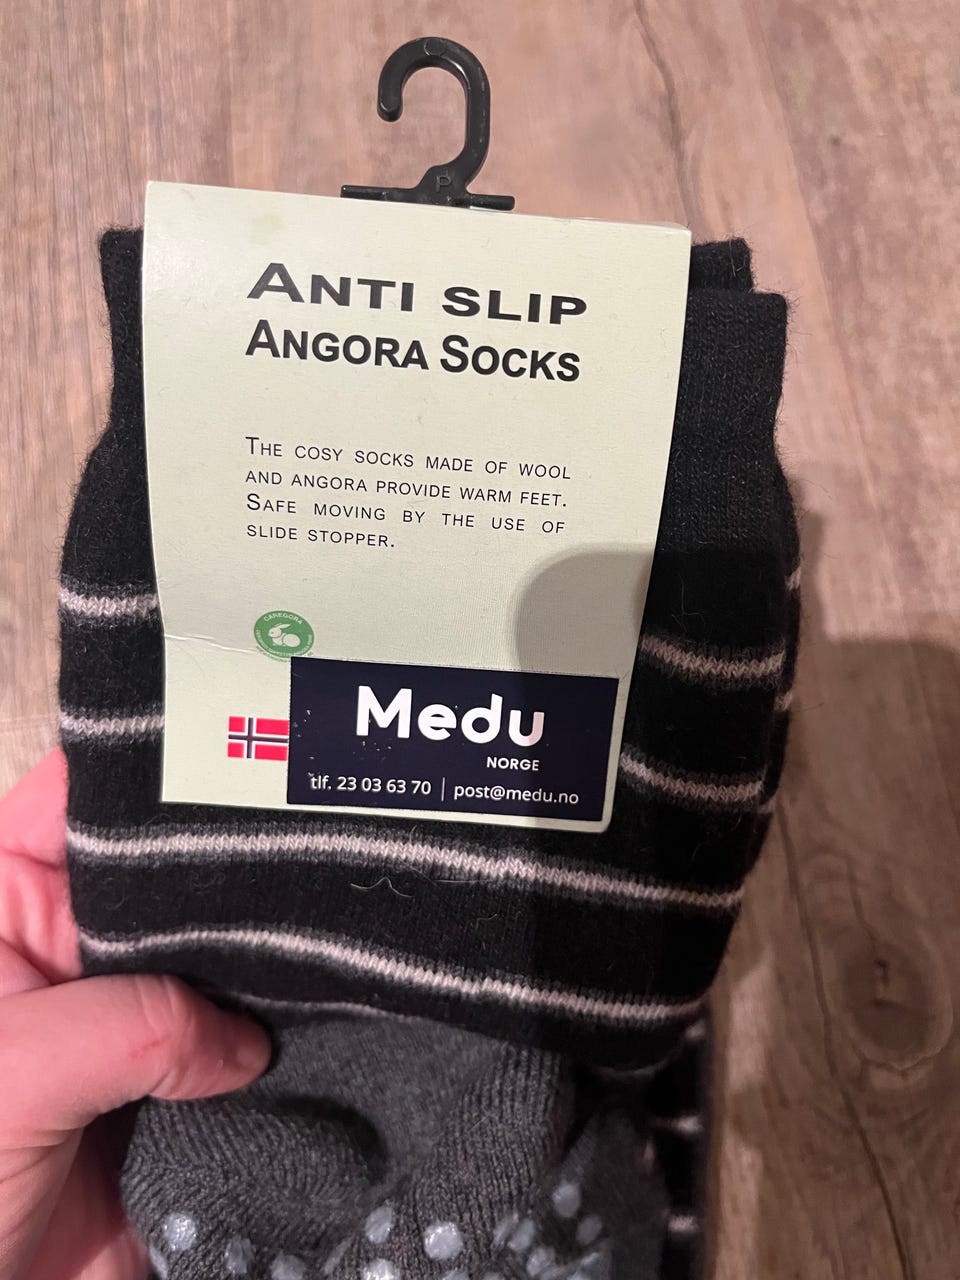 P
ANTI SLIP
ANGORA SOCKS
THE COSY SOCKS MADE OF WOOL
AND ANGORA PROVIDE WARM FEET.
SAFE MOVING BY THE USE OF
SLIDE STOPPER.
CAREGORA
Medu
NORGE
tlf. 23 03 63 70 | post@medu.no